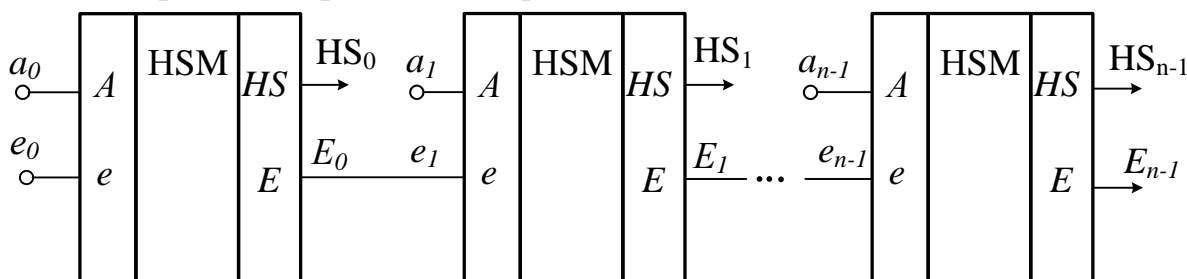 a₀ A HSM HS HS₀
e₀ e E E₀
a₁ A HSM HS HS₁
e₁ e E E₁
...
aₙ₋₁ A HSM HS HSₙ₋₁
eₙ₋₁ e E Eₙ₋₁